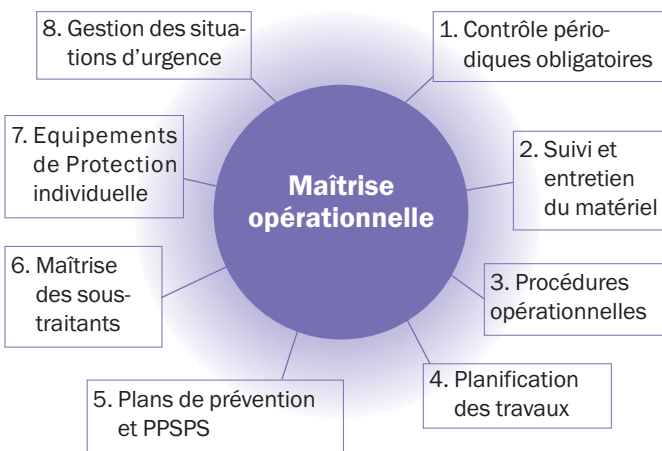 8. Gestion des situa-
tions d'urgence
1. Contrôle pério-
diques obligatoires
7. Equipements
de Protection
individuelle
Maîtrise
opérationnelle
2. Suivi et
entretien
du matériel
6. Maîtrise
des sous-
traitants
3. Procédures
opérationnelles
5. Plans de prévention
et PPSPS
4. Planification
des travaux